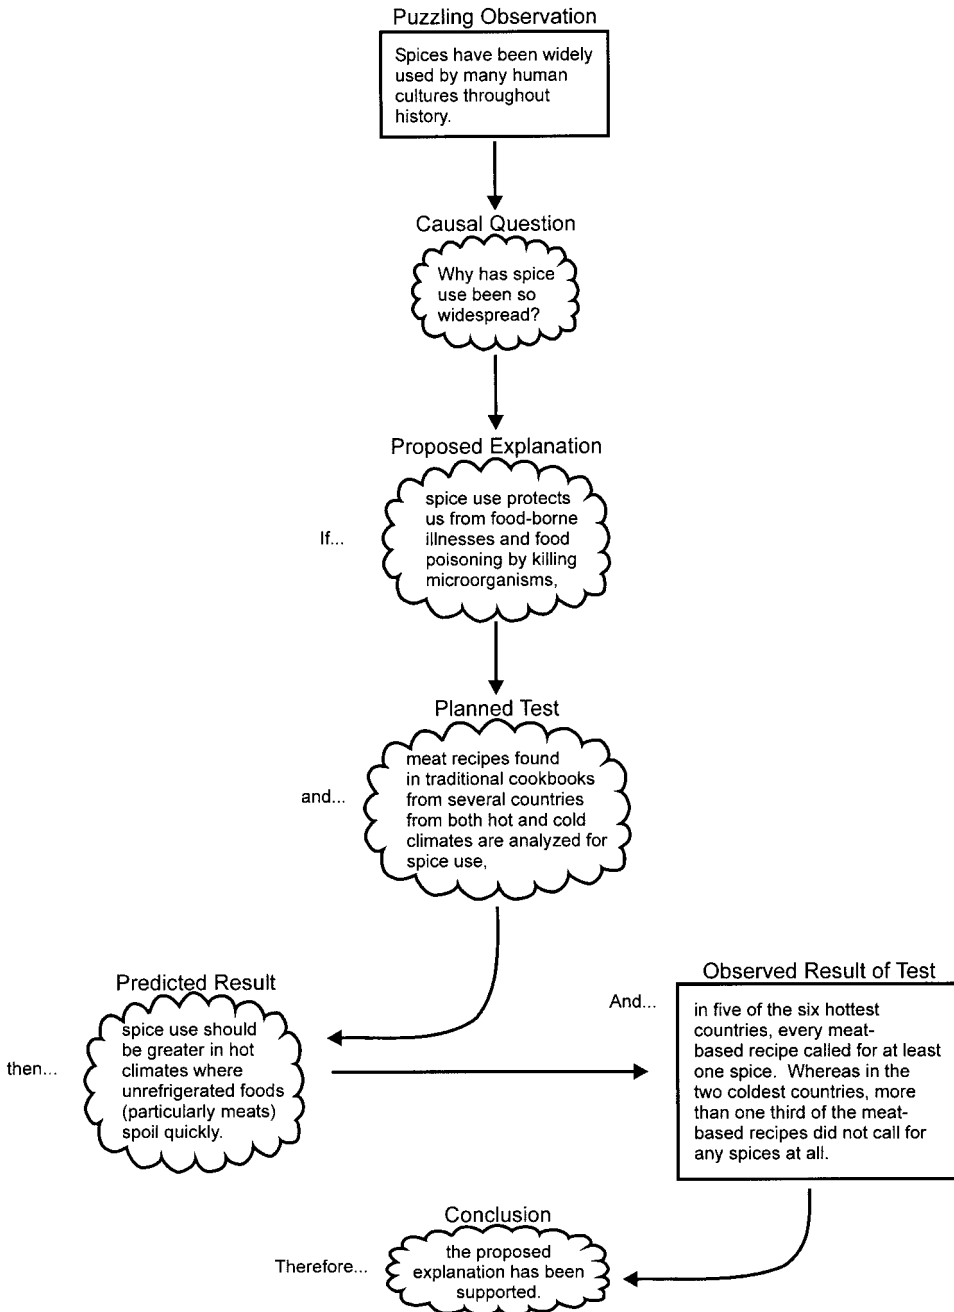 Puzzling Observation
Spices have been widely
used by many human
cultures throughout
history.
Causal Question
Why has spice
use been so
widespread?
Proposed Explanation
If...
spice use protects
us from food-borne
illnesses and food
poisoning by killing
microorganisms,
Planned Test
and...
meat recipes found
in traditional cookbooks
from several countries
from both hot and cold
climates are analyzed for
spice use,
Predicted Result
then...
spice use should
be greater in hot
climates where
unrefrigerated foods
(particularly meats)
spoil quickly.
Observed Result of Test
And...
in five of the six hottest
countries, every meat-
based recipe called for at least
one spice.  Whereas in the
two coldest countries, more
than one third of the meat-
based recipes did not call for
any spices at all.
Conclusion
Therefore...
the proposed
explanation has been
supported.